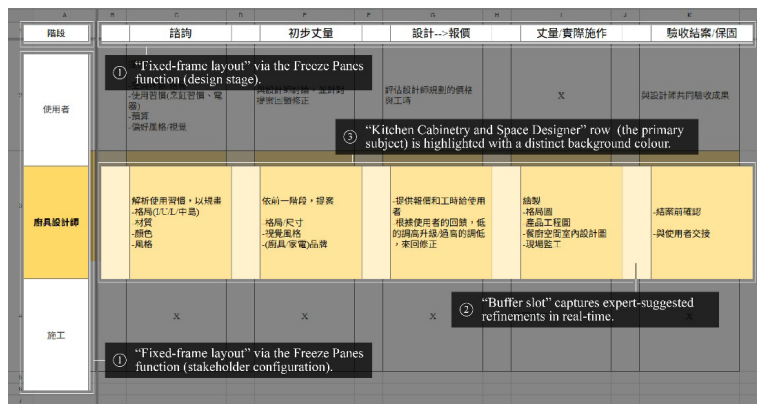 A B C D E F G H I J K
階段 諮詢 初步丈量 設計-->報價 丈量/實際施作 驗收結案/保固
① “Fixed-frame layout” via the Freeze Panes
function (design stage).
使用者
-使用習慣(烹飪習慣、電
器)
-預算
-偏好風格/視覺
提案回饋修正
評估設計師規劃的價格
與工時
X
與設計師共同驗收成果
③ “Kitchen Cabinetry and Space Designer” row (the primary
subject) is highlighted with a distinct background colour.
廚具設計師
解析使用習慣，以規畫
-格局(I/U/L/中島)
-材質
-顏色
-風格
依前一階段，提案
-格局/尺寸
-視覺風格
-(廚具/家電)品牌
-提供報價和工時給使用
者
-根據使用者的回饋，低
的調高升級/過高的調低
，來回修正
繪製
-格局圖
-產品工程圖
-餐廚空間室內設計圖
-現場監工
-結案前確認
-與使用者交接
② “Buffer slot” captures expert-suggested
refinements in real-time.
施工
X X X X
① “Fixed-frame layout” via the Freeze Panes
function (stakeholder configuration).